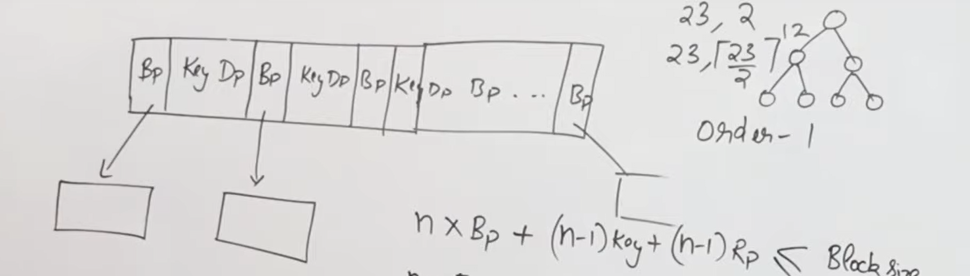 23, 2
23, ⌈23/2⌉ 12
Bp Key Dp Bp Key Dp Bp Key Dp Bp ... Bp
Order - 1
n × Bp + (n-1) Key + (n-1) Rp < Block size